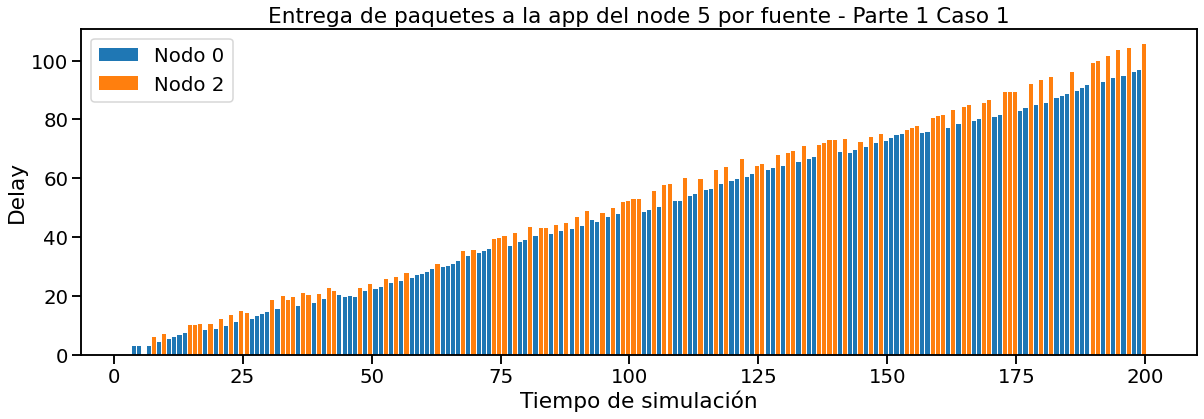 Entrega de paquetes a la app del node 5 por fuente - Parte 1 Caso 1
Nodo 0
Nodo 2
Delay
100
80
60
40
20
0
0 25 50 75 100 125 150 175 200
Tiempo de simulación